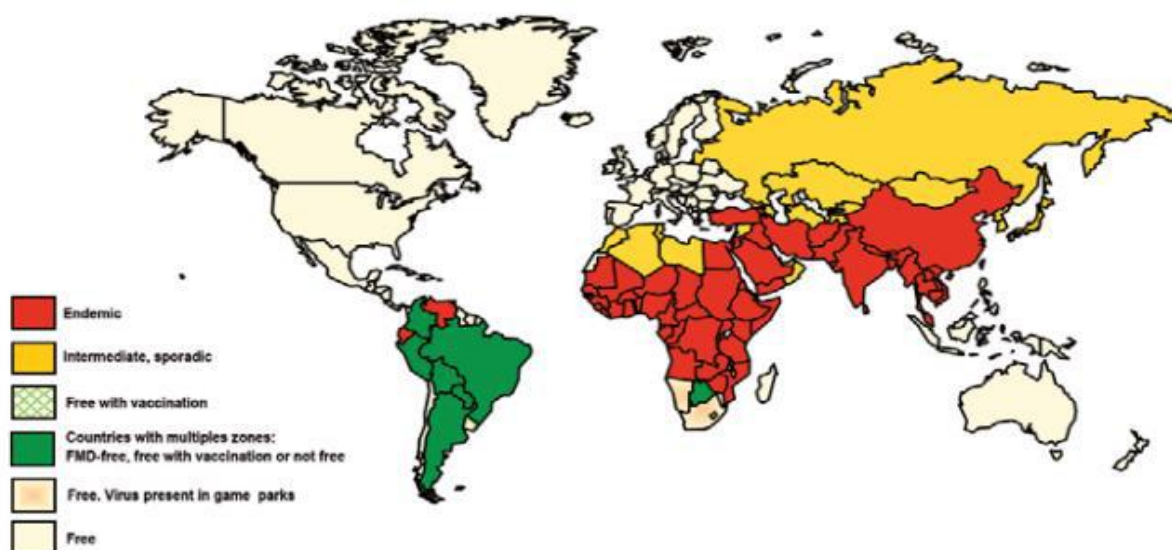 Endemic
Intermediate, sporadic
Free with vaccination
Countries with multiples zones:
FMD-free, free with vaccination or not free
Free. Virus present in game parks
Free